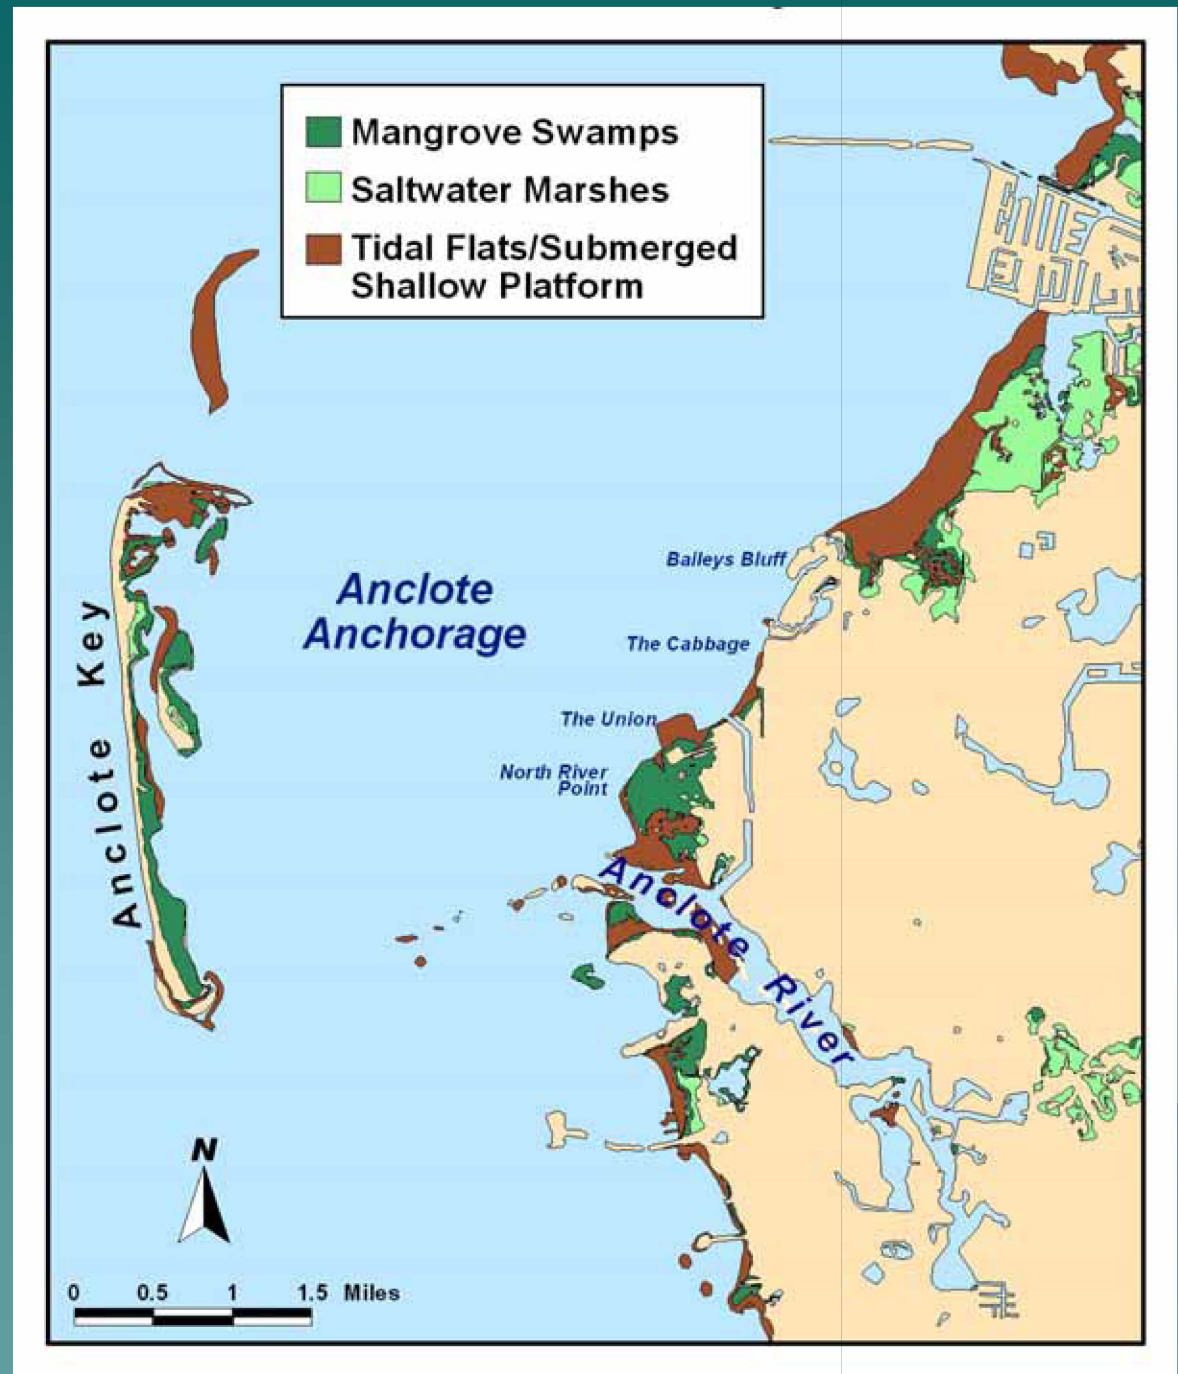 Mangrove Swamps
Saltwater Marshes
Tidal Flats/Submerged
Shallow Platform
Baileys Bluff
Anclote
Anchorage
The Cabbage
Anclote Key
The Union
North River
Point
Anclote River
N
0 0.5 1 1.5 Miles